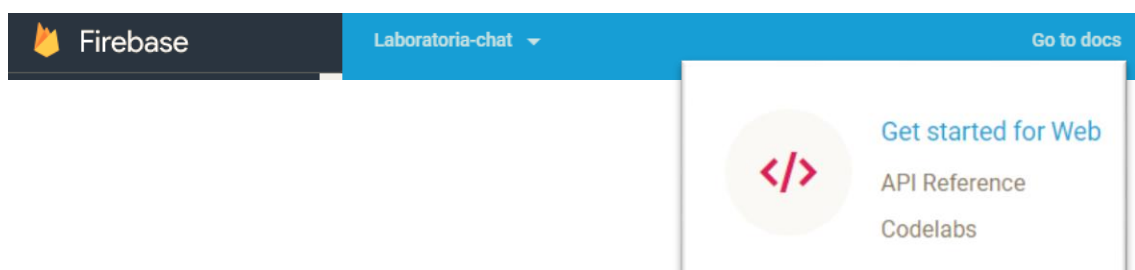 Firebase
Laboratoria-chat
Go to docs
</>
Get started for Web
API Reference
Codelabs